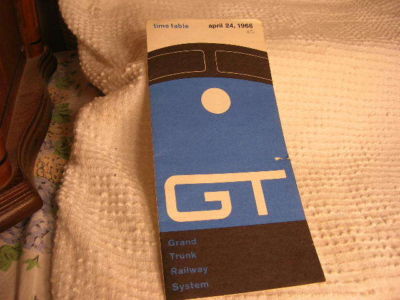 time table april 24, 1966
GT
Grand
Trunk
Railway
System